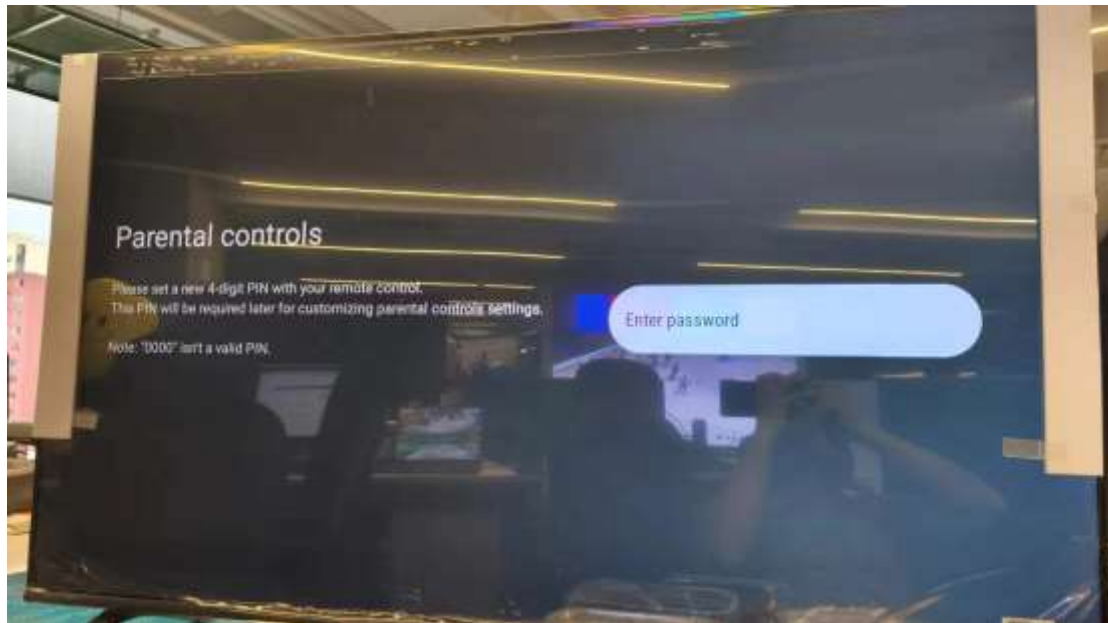 Parental controls
Please set a new 4-digit PIN with your remote control.
This PIN will be required later for customizing parental controls settings.
Note: "0000" isn't a valid PIN.
Enter password